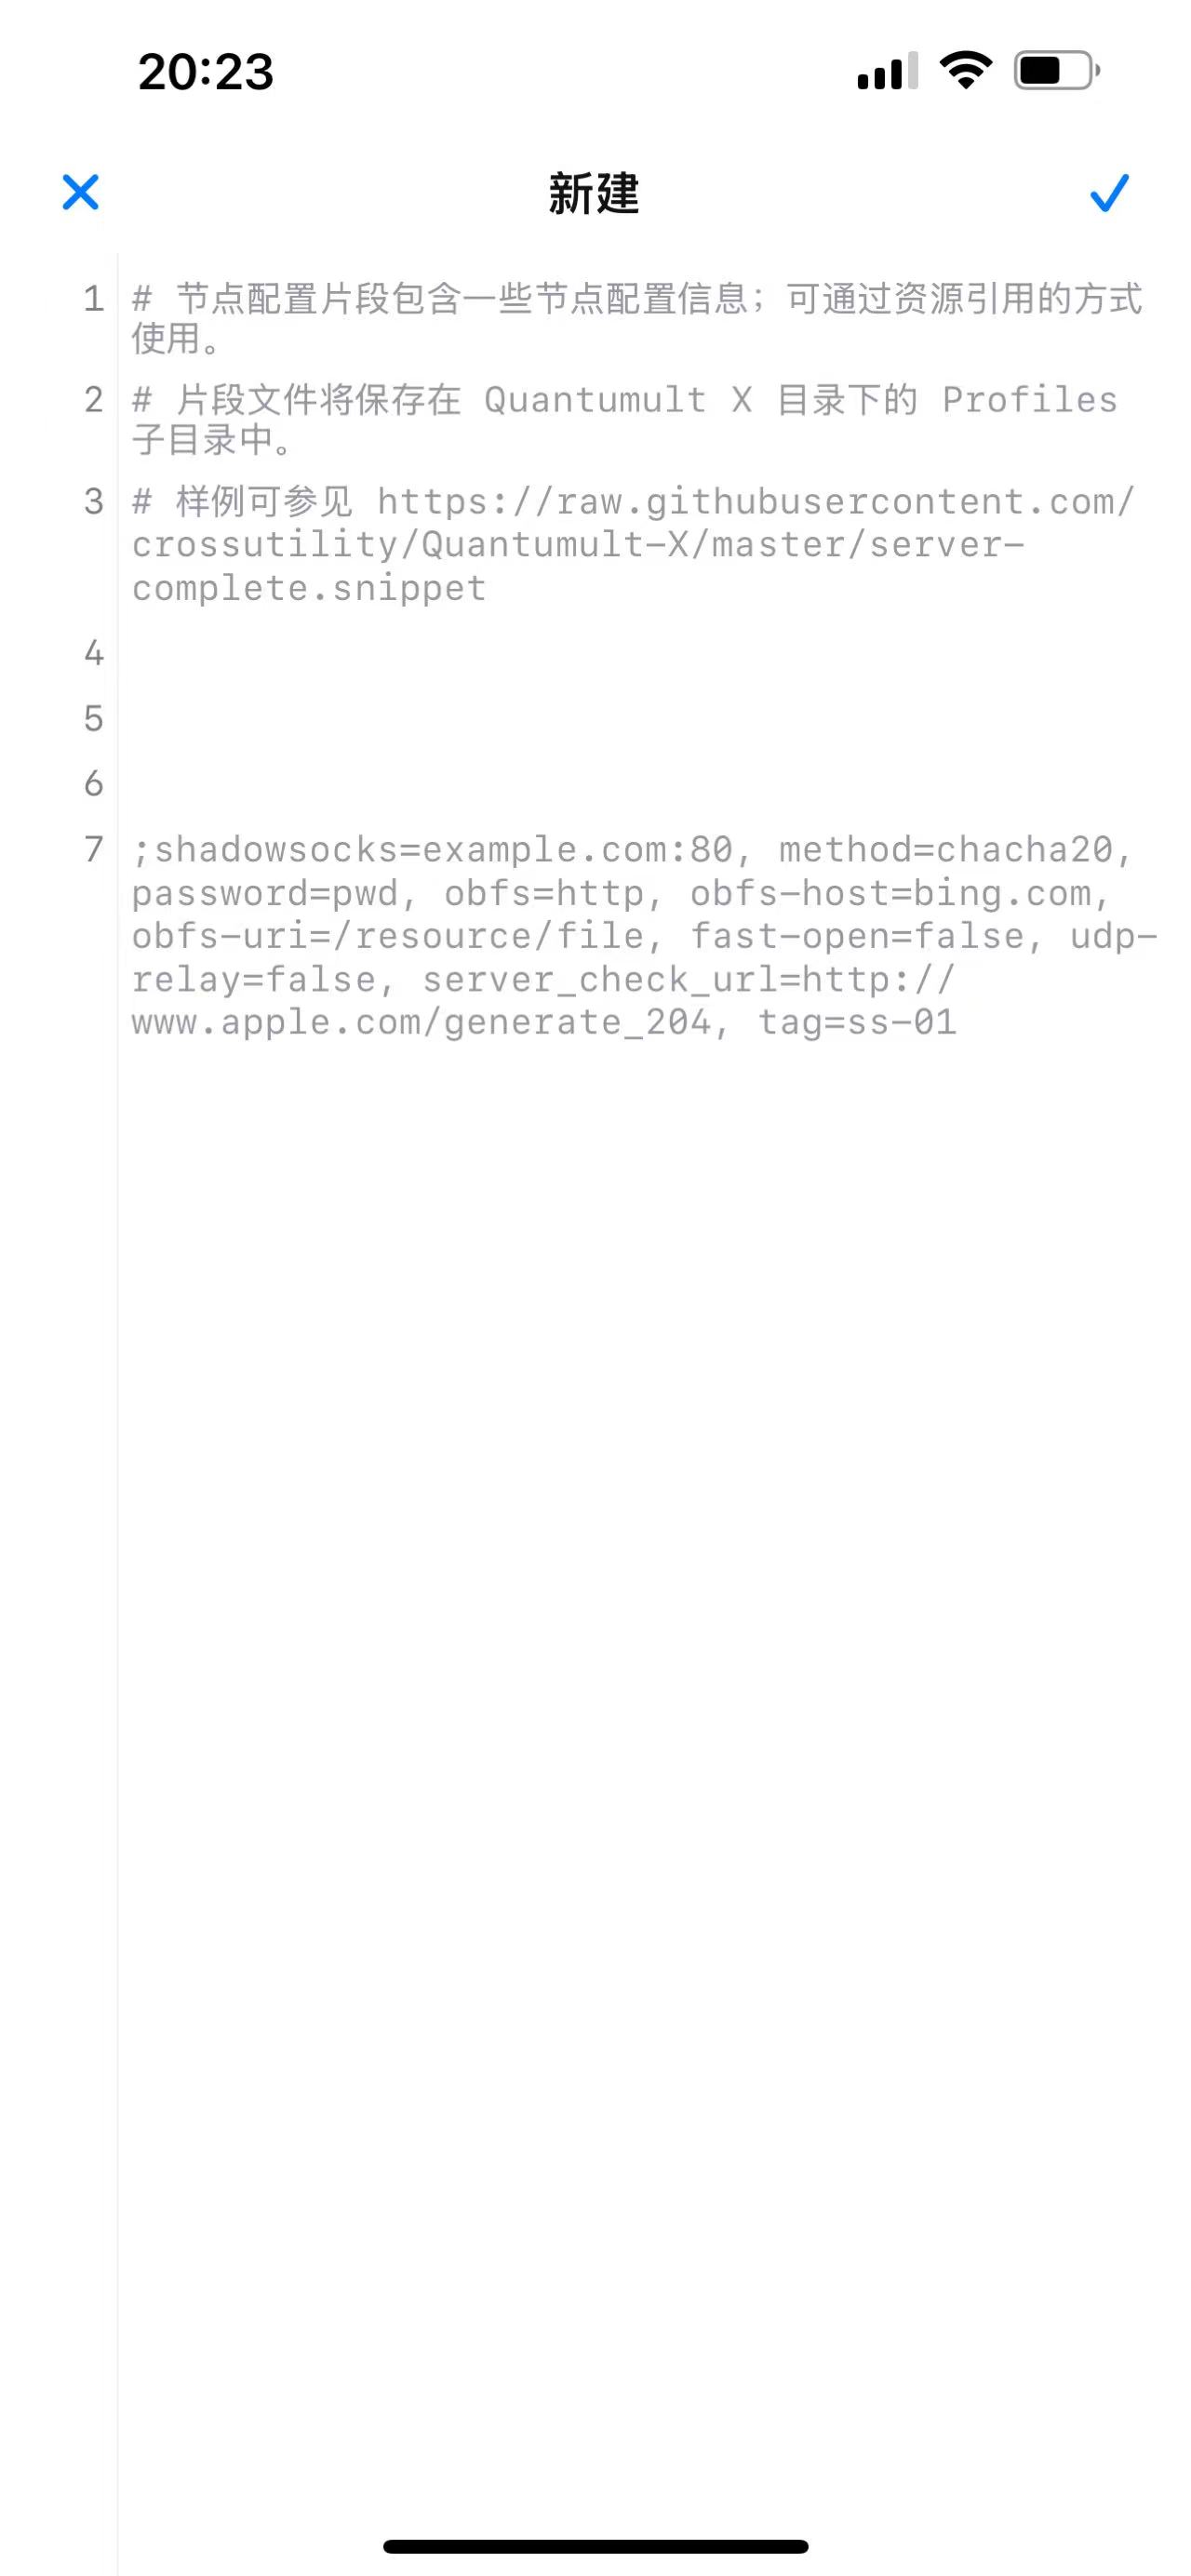 20:23
新建
1 # 节点配置片段包含一些节点配置信息；可通过资源引用的方式
使用。
2 # 片段文件将保存在 Quantumult X 目录下的 Profiles
子目录中。
3 # 样例可参见 https://raw.githubusercontent.com/
crossutility/Quantumult-X/master/server-
complete.snippet
4
5
6
7 ;shadowsocks=example.com:80, method=chacha20,
password=pwd, obfs=http, obfs-host=bing.com,
obfs-uri=/resource/file, fast-open=false, udp-
relay=false, server_check_url=http://
www.apple.com/generate_204, tag=ss-01